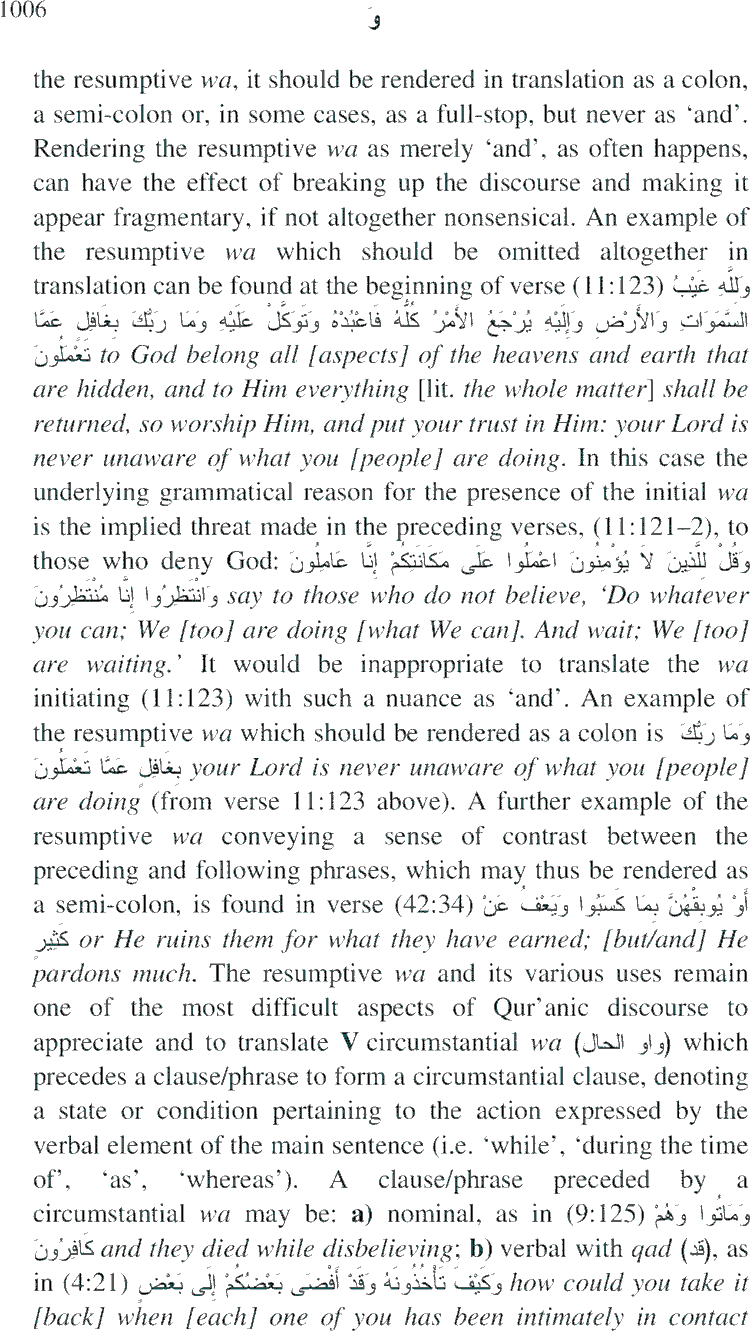 1006
وَ
the resumptive wa, it should be rendered in translation as a colon,
a semi-colon or, in some cases, as a full-stop, but never as ‘and’.
Rendering the resumptive wa as merely ‘and’, as often happens,
can have the effect of breaking up the discourse and making it
appear fragmentary, if not altogether nonsensical. An example of
the resumptive wa which should be omitted altogether in
translation can be found at the beginning of verse (11:123) وَلِلَّهِ غَيْبُ
السَّمَوَاتِ وَالأَرْضِ وَإِلَيْهِ يُرْجَعُ الأَمْرُ كُلُّهُ فَاعْبُدْهُ وَتَوَكَّلْ عَلَيْهِ وَمَا رَبُّكَ بِغَافِلٍ عَمَّا
تَعْمَلُونَ to God belong all [aspects] of the heavens and earth that
are hidden, and to Him everything [lit. the whole matter] shall be
returned, so worship Him, and put your trust in Him: your Lord is
never unaware of what you [people] are doing. In this case the
underlying grammatical reason for the presence of the initial wa
is the implied threat made in the preceding verses, (11:121–2), to
those who deny God: وَقُلْ لِلَّذِينَ لاَ يُؤْمِنُونَ اعْمَلُوا عَلَى مَكَانَتِكُمْ إِنَّا عَامِلُونَ
وَانْتَظِرُوا إِنَّا مُنْتَظِرُونَ say to those who do not believe, ‘Do whatever
you can; We [too] are doing [what We can]. And wait; We [too]
are waiting.’ It would be inappropriate to translate the wa
initiating (11:123) with such a nuance as ‘and’. An example of
the resumptive wa which should be rendered as a colon is وَمَا رَبُّكَ
بِغَافِلٍ عَمَّا تَعْمَلُونَ your Lord is never unaware of what you [people]
are doing (from verse 11:123 above). A further example of the
resumptive wa conveying a sense of contrast between the
preceding and following phrases, which may thus be rendered as
a semi-colon, is found in verse (42:34) أَوْ يُوبِقْهُنَّ بِمَا كَسَبُوا وَيَعْفُ عَنْ
كَثِيرٍ or He ruins them for what they have earned; [but/and] He
pardons much. The resumptive wa and its various uses remain
one of the most difficult aspects of Qur’anic discourse to
appreciate and to translate V circumstantial wa (واو الحال) which
precedes a clause/phrase to form a circumstantial clause, denoting
a state or condition pertaining to the action expressed by the
verbal element of the main sentence (i.e. ‘while’, ‘during the time
of’, ‘as’, ‘whereas’). A clause/phrase preceded by a
circumstantial wa may be: a) nominal, as in (9:125) وَمَاتُوا وَهُمْ
كَافِرُونَ and they died while disbelieving; b) verbal with qad (قد), as
in (4:21) وَكَيْفَ تَأْخُذُونَهُ وَقَدْ أَفْضَى بَعْضُكُمْ إِلَى بَعْضٍ how could you take it
[back] when [each] one of you has been intimately in contact